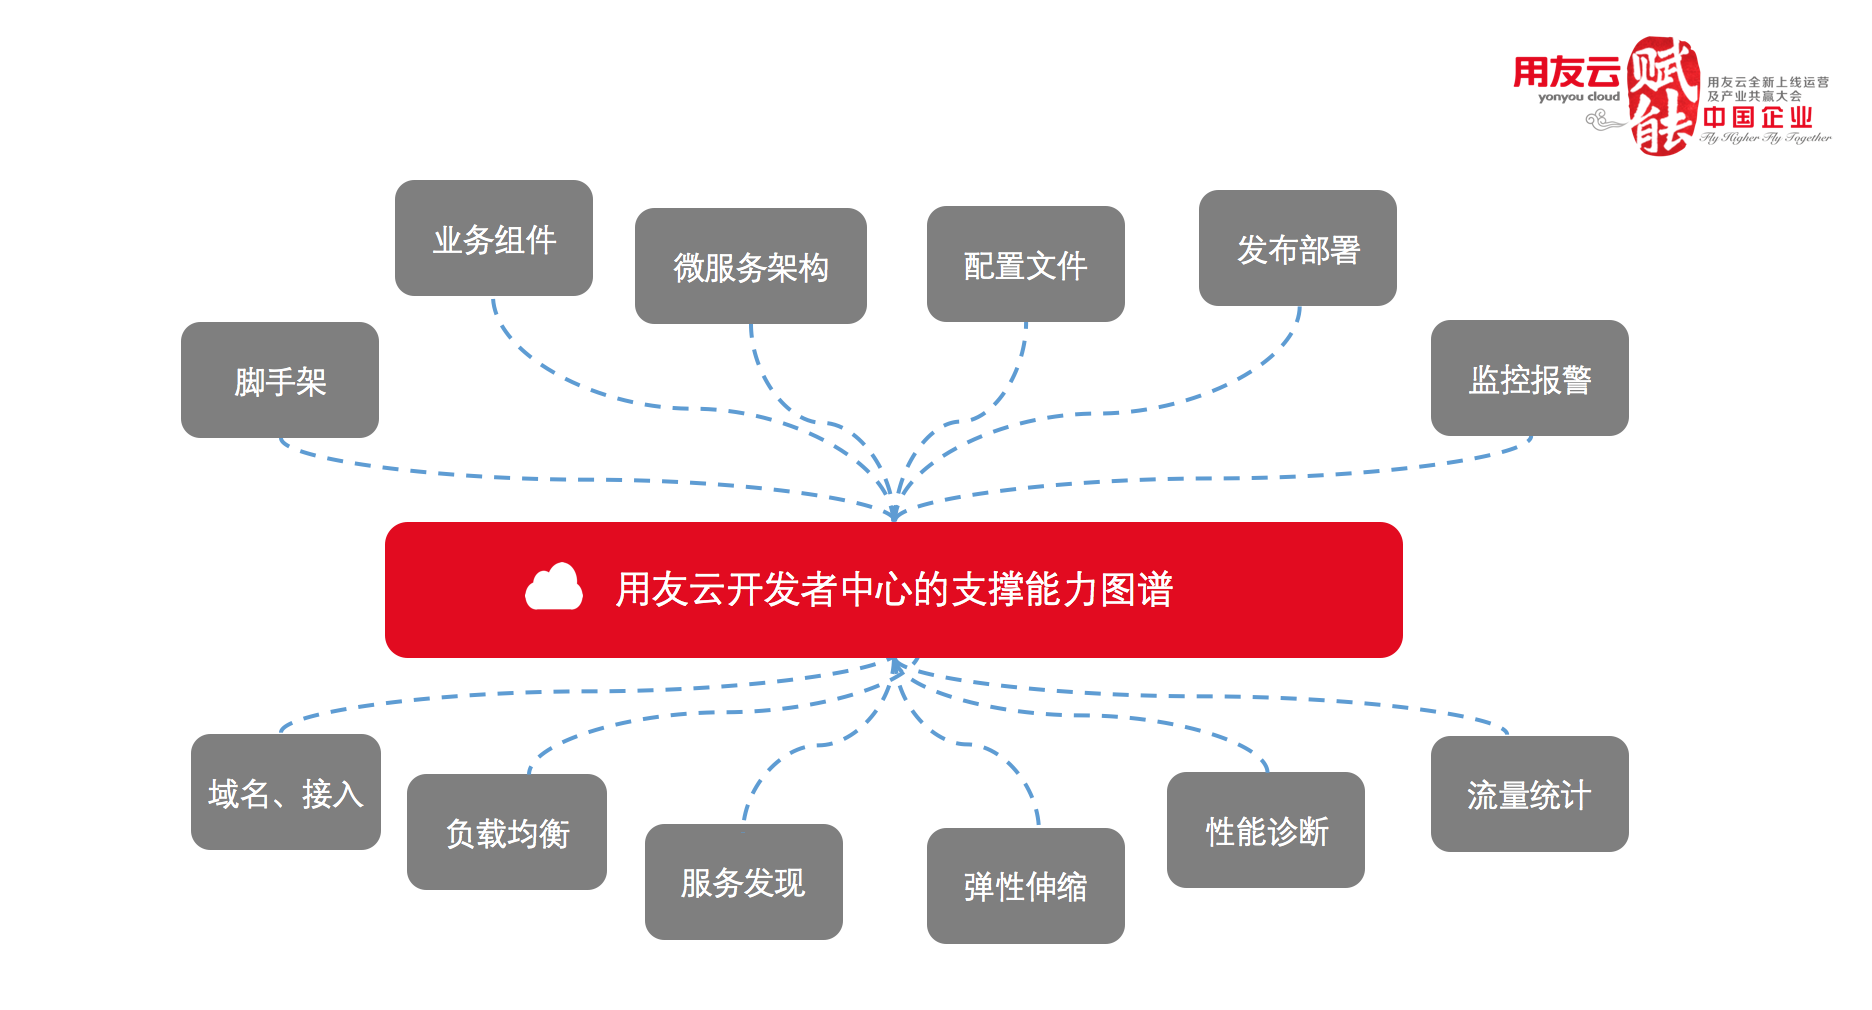 用友云
yonyou cloud
赋能
用友云全新上线运营
及产业共赢大会
中国企业
Fly Higher Fly Together
业务组件
微服务架构
配置文件
发布部署
脚手架
监控报警
用友云开发者中心的支撑能力图谱
域名、接入
负载均衡
服务发现
弹性伸缩
性能诊断
流量统计